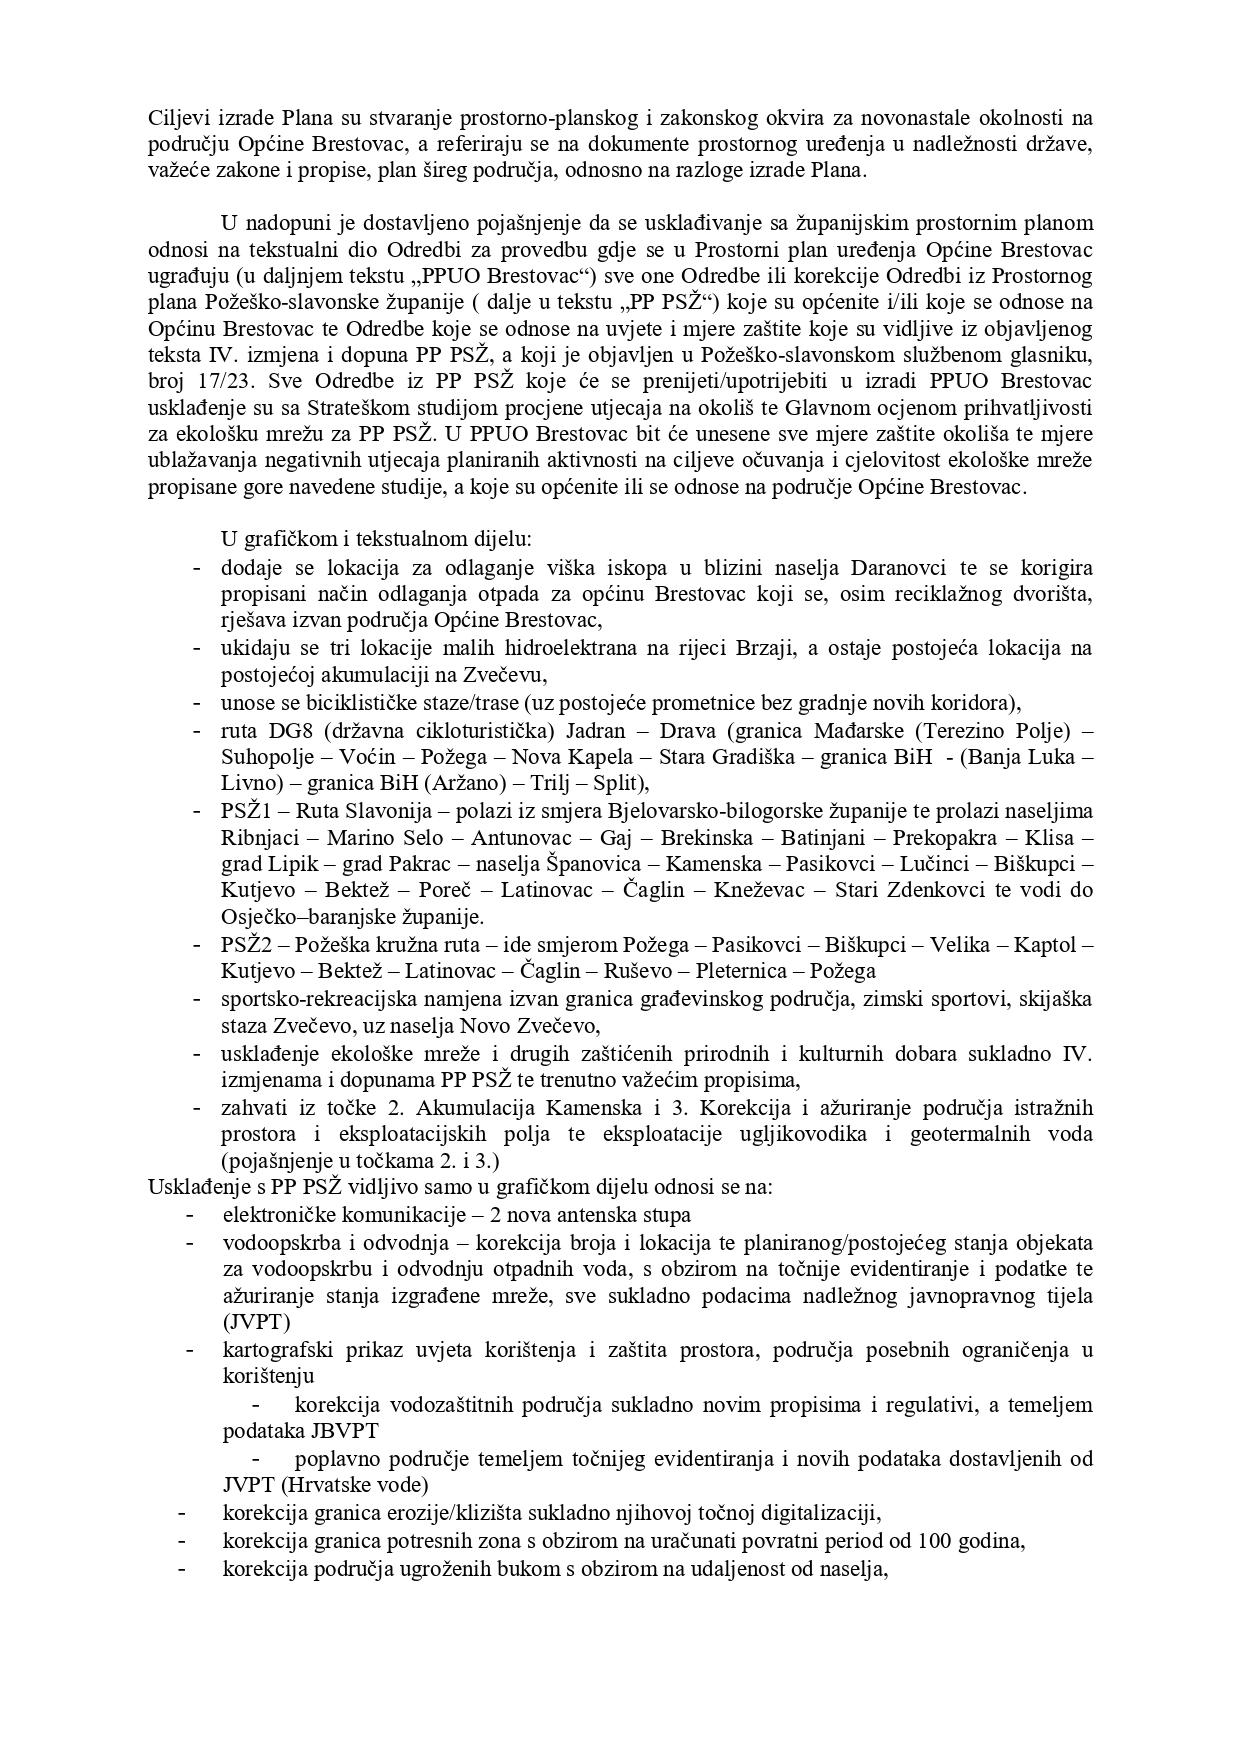 Ciljevi izrade Plana su stvaranje prostorno-planskog i zakonskog okvira za novonastale okolnosti na
području Općine Brestovac, a referiraju se na dokumente prostornog uređenja u nadležnosti države,
važeće zakone i propise, plan šireg područja, odnosno na razloge izrade Plana.
U nadopuni je dostavljeno pojašnjenje da se usklađivanje sa županijskim prostornim planom
odnosi na tekstualni dio Odredbi za provedbu gdje se u Prostorni plan uređenja Općine Brestovac
ugrađuju (u daljnjem tekstu „PPUO Brestovac“) sve one Odredbe ili korekcije Odredbi iz Prostornog
plana Požeško-slavonske županije ( dalje u tekstu „PP PSŽ“) koje su općenite i/ili koje se odnose na
Općinu Brestovac te Odredbe koje se odnose na uvjete i mjere zaštite koje su vidljive iz objavljenog
teksta IV. izmjena i dopuna PP PSŽ, a koji je objavljen u Požeško-slavonskom službenom glasniku,
broj 17/23. Sve Odredbe iz PP PSŽ koje će se prenijeti/upotrijebiti u izradi PPUO Brestovac
usklađenje su sa Strateškom studijom procjene utjecaja na okoliš te Glavnom ocjenom prihvatljivosti
za ekološku mrežu za PP PSŽ. U PPUO Brestovac bit će unesene sve mjere zaštite okoliša te mjere
ublažavanja negativnih utjecaja planiranih aktivnosti na ciljeve očuvanja i cjelovitost ekološke mreže
propisane gore navedene studije, a koje su općenite ili se odnose na područje Općine Brestovac.
U grafičkom i tekstualnom dijelu:
- dodaje se lokacija za odlaganje viška iskopa u blizini naselja Daranovci te se korigira
propisani način odlaganja otpada za općinu Brestovac koji se, osim reciklažnog dvorišta,
rješava izvan područja Općine Brestovac,
- ukidaju se tri lokacije malih hidroelektrana na rijeci Brzaji, a ostaje postojeća lokacija na
postojećoj akumulaciji na Zvečevu,
- unose se biciklističke staze/trase (uz postojeće prometnice bez gradnje novih koridora),
- ruta DG8 (državna cikloturistička) Jadran – Drava (granica Mađarske (Terezino Polje) –
Suhopolje – Voćin – Požega – Nova Kapela – Stara Gradiška – granica BiH - (Banja Luka –
Livno) – granica BiH (Aržano) – Trilj – Split),
- PSŽ1 – Ruta Slavonija – polazi iz smjera Bjelovarsko-bilogorske županije te prolazi naseljima
Ribnjaci – Marino Selo – Antunovac – Gaj – Brekinska – Batinjani – Prekopakra – Klisa –
grad Lipik – grad Pakrac – naselja Španovica – Kamenska – Pasikovci – Lučinci – Biškupci –
Kutjevo – Bektež – Poreč – Latinovac – Čaglin – Kneževac – Stari Zdenkovci te vodi do
Osječko–baranjske županije.
- PSŽ2 – Požeška kružna ruta – ide smjerom Požega – Pasikovci – Biškupci – Velika – Kaptol –
Kutjevo – Bektež – Latinovac – Čaglin – Ruševo – Pleternica – Požega
- sportsko-rekreacijska namjena izvan granica građevinskog područja, zimski sportovi, skijaška
staza Zvečevo, uz naselja Novo Zvečevo,
- usklađenje ekološke mreže i drugih zaštićenih prirodnih i kulturnih dobara sukladno IV.
izmjenama i dopunama PP PSŽ te trenutno važećim propisima,
- zahvati iz točke 2. Akumulacija Kamenska i 3. Korekcija i ažuriranje područja istražnih
prostora i eksploatacijskih polja te eksploatacije ugljikovodika i geotermalnih voda
(pojašnjenje u točkama 2. i 3.)
Usklađenje s PP PSŽ vidljivo samo u grafičkom dijelu odnosi se na:
- elektroničke komunikacije – 2 nova antenska stupa
- vodoopskrba i odvodnja – korekcija broja i lokacija te planiranog/postojećeg stanja objekata
za vodoopskrbu i odvodnju otpadnih voda, s obzirom na točnije evidentiranje i podatke te
ažuriranje stanja izgrađene mreže, sve sukladno podacima nadležnog javnopravnog tijela
(JVPT)
- kartografski prikaz uvjeta korištenja i zaštita prostora, područja posebnih ograničenja u
korištenju
- korekcija vodozaštitnih područja sukladno novim propisima i regulativi, a temeljem
podataka JBVPT
- poplavno područje temeljem točnijeg evidentiranja i novih podataka dostavljenih od
JVPT (Hrvatske vode)
- korekcija granica erozije/klizišta sukladno njihovoj točnoj digitalizaciji,
- korekcija granica potresnih zona s obzirom na uračunati povratni period od 100 godina,
- korekcija područja ugroženih bukom s obzirom na udaljenost od naselja,